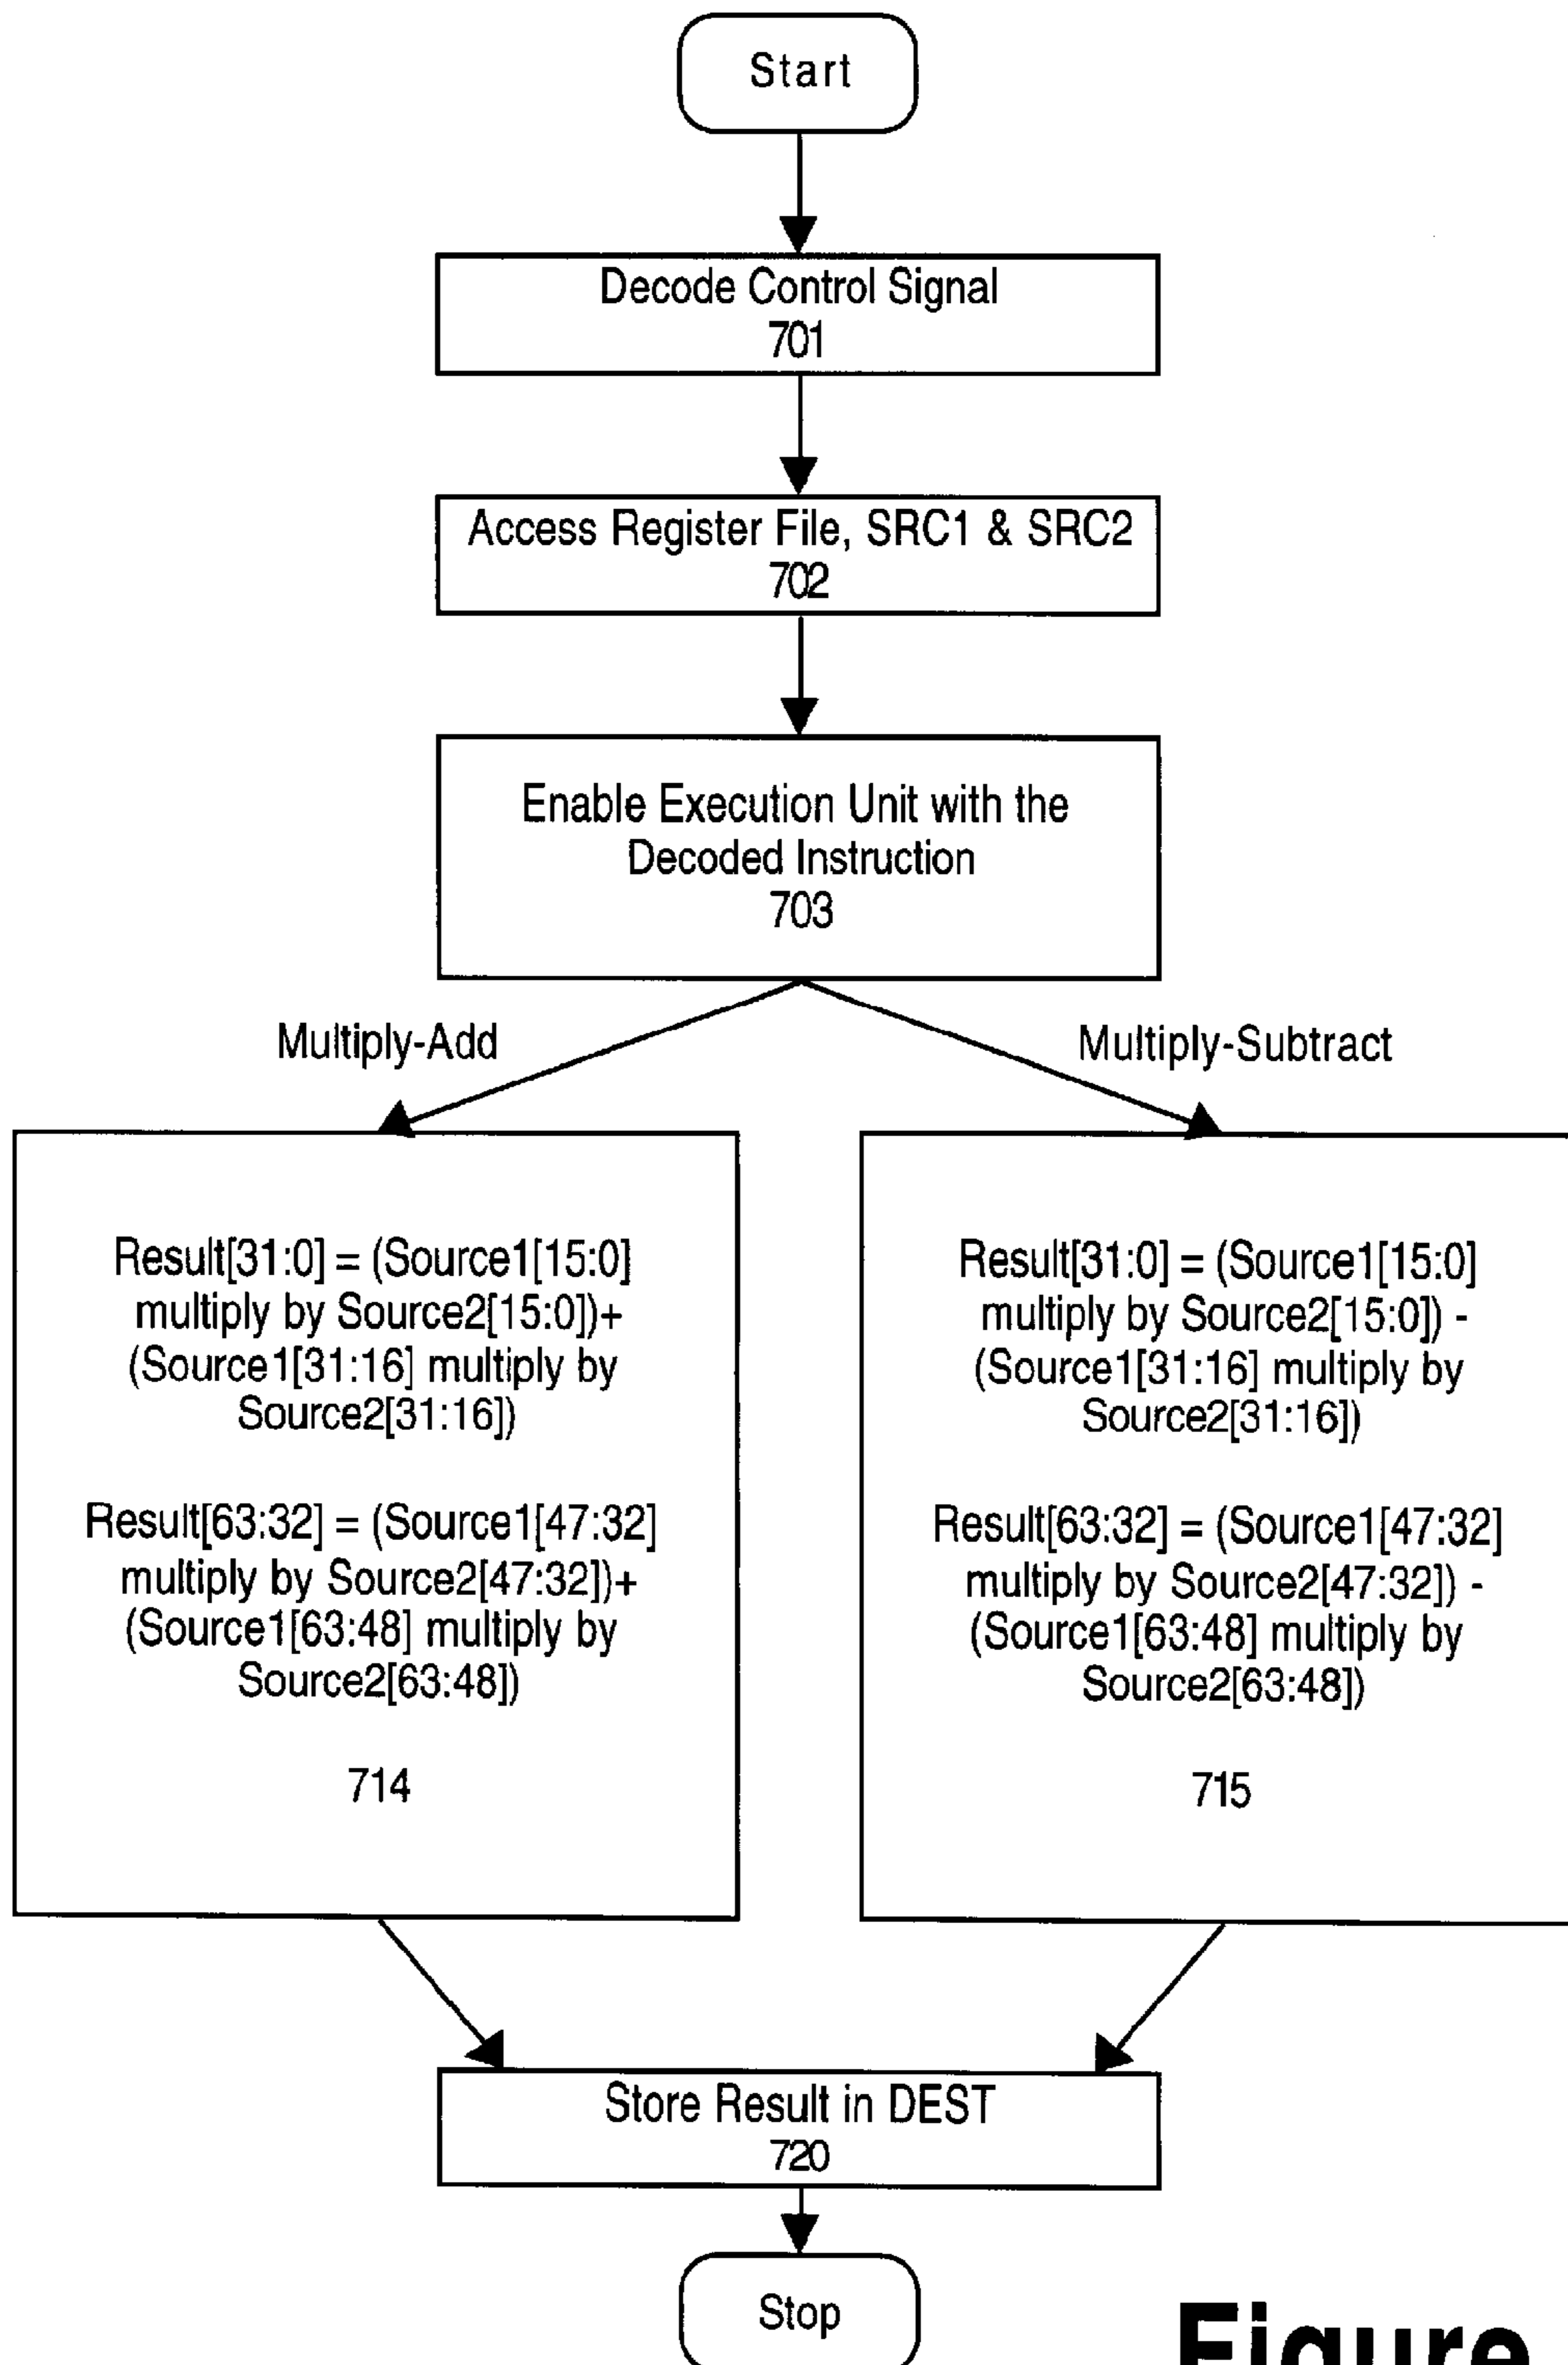 Start
Decode Control Signal
701
Access Register File, SRC1 & SRC2
702
Enable Execution Unit with the
Decoded Instruction
703
Multiply-Add
Multiply-Subtract
Result[31:0] = (Source1[15:0]
multiply by Source2[15:0])+
(Source1[31:16] multiply by
Source2[31:16])
Result[63:32] = (Source1[47:32]
multiply by Source2[47:32])+
(Source1[63:48] multiply by
Source2[63:48])
714
Result[31:0] = (Source1[15:0]
multiply by Source2[15:0]) -
(Source1[31:16] multiply by
Source2[31:16])
Result[63:32] = (Source1[47:32]
multiply by Source2[47:32]) -
(Source1[63:48] multiply by
Source2[63:48])
715
Store Result in DEST
720
Stop
Figure